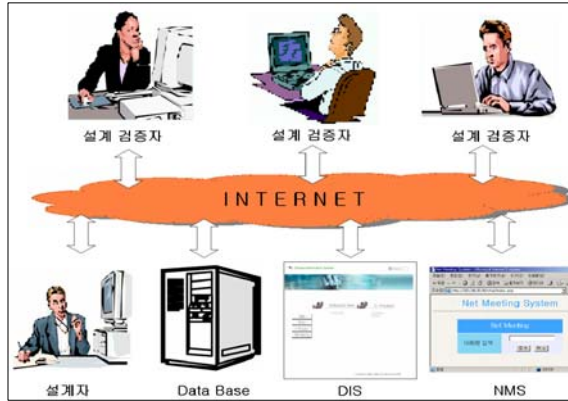 설계 검증자
설계 검증자
설계 검증자
INTERNET
Net Meeting System
Net Meeting
설계자
Data Base
DIS
NMS